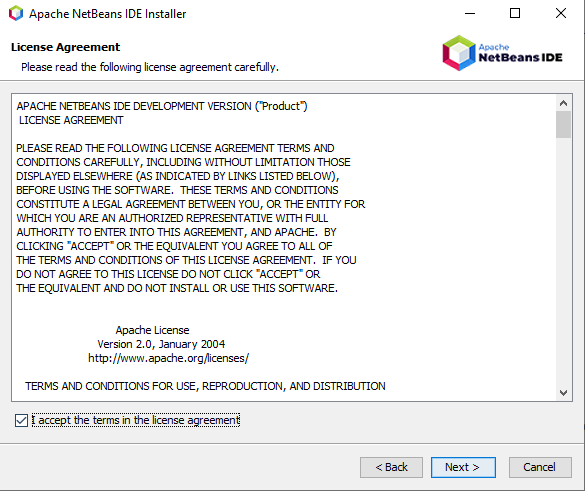 Apache NetBeans IDE Installer
License Agreement
Please read the following license agreement carefully.
Apache
NetBeans IDE
APACHE NETBEANS IDE DEVELOPMENT VERSION ("Product")
LICENSE AGREEMENT
PLEASE READ THE FOLLOWING LICENSE AGREEMENT TERMS AND
CONDITIONS CAREFULLY, INCLUDING WITHOUT LIMITATION THOSE
DISPLAYED ELSEWHERE (AS INDICATED BY LINKS LISTED BELOW),
BEFORE USING THE SOFTWARE.  THESE TERMS AND CONDITIONS
CONSTITUTE A LEGAL AGREEMENT BETWEEN YOU, OR THE ENTITY FOR
WHICH YOU ARE AN AUTHORIZED REPRESENTATIVE WITH FULL
AUTHORITY TO ENTER INTO THIS AGREEMENT, AND APACHE.  BY
CLICKING "ACCEPT" OR THE EQUIVALENT YOU AGREE TO ALL OF
THE TERMS AND CONDITIONS OF THIS LICENSE AGREEMENT.  IF YOU
DO NOT AGREE TO THIS LICENSE DO NOT CLICK "ACCEPT" OR
THE EQUIVALENT AND DO NOT INSTALL OR USE THIS SOFTWARE.
Apache License
Version 2.0, January 2004
http://www.apache.org/licenses/
TERMS AND CONDITIONS FOR USE, REPRODUCTION, AND DISTRIBUTION
I accept the terms in the license agreement
< Back
Next >
Cancel